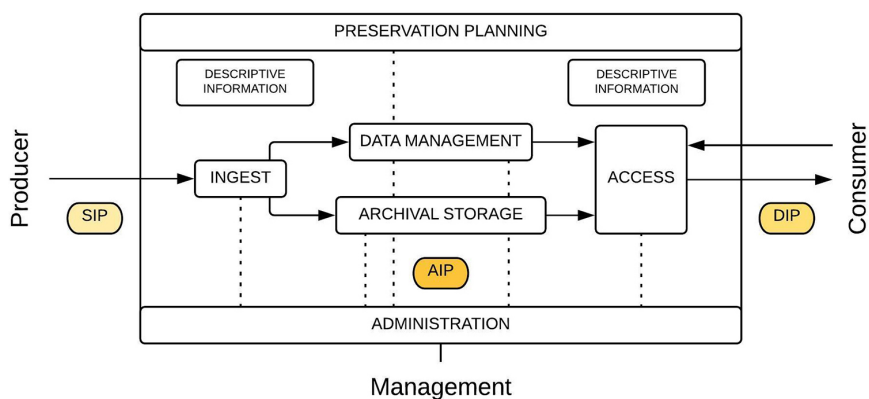 PRESERVATION PLANNING
DESCRIPTIVE
INFORMATION
DESCRIPTIVE
INFORMATION
Producer
SIP
INGEST
DATA MANAGEMENT
ARCHIVAL STORAGE
AIP
ACCESS
DIP
Consumer
ADMINISTRATION
Management